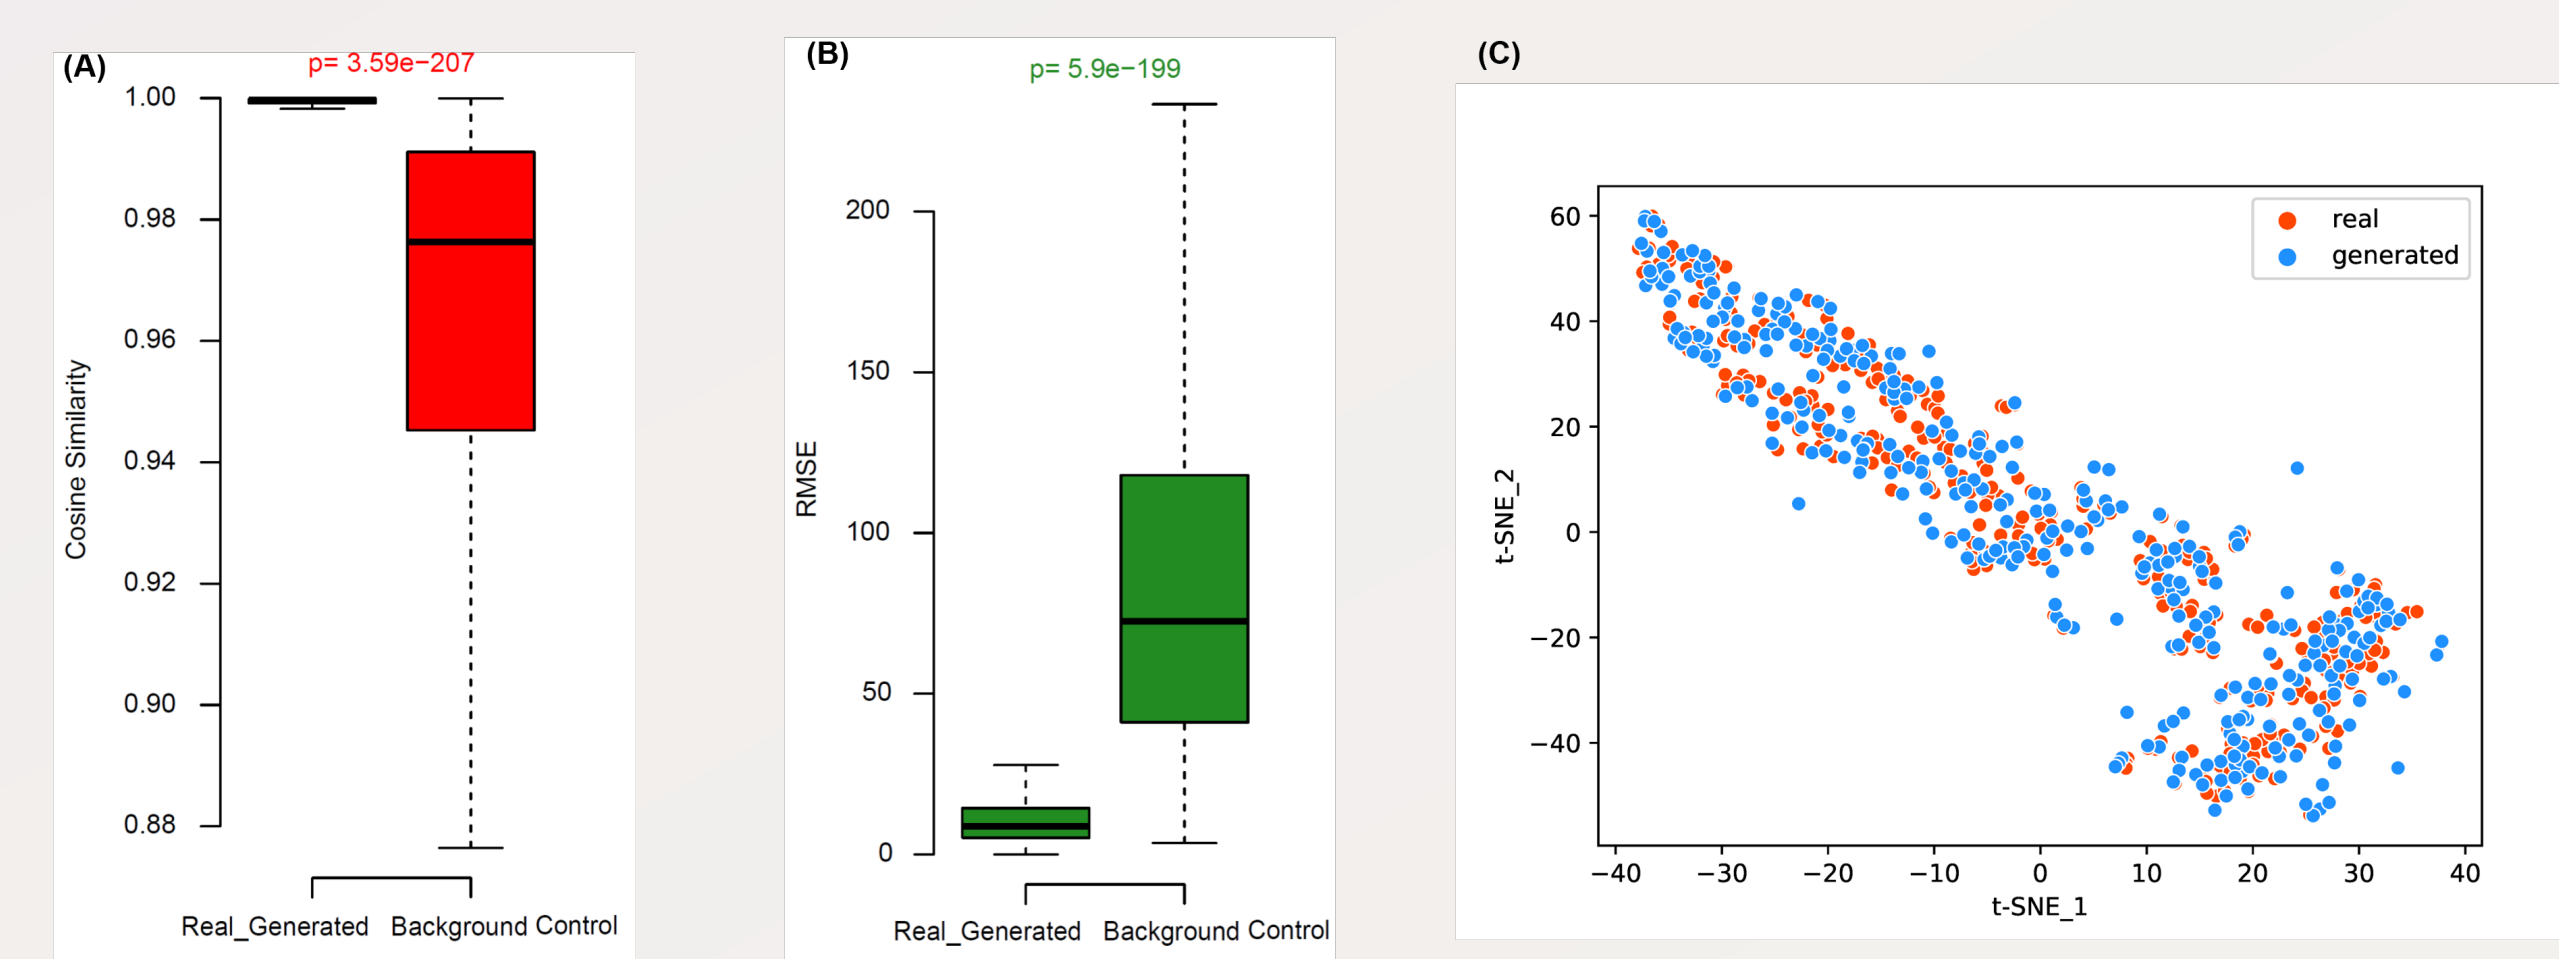 (A)
p= 3.59e−207
1.00
0.98
0.96
0.94
0.92
0.90
0.88
Cosine Similarity
Real_Generated
Background Control
(B)
p= 5.9e−199
200
150
100
50
0
RMSE
Real_Generated
Background Control
(C)
real
generated
60
40
20
0
−20
−40
t-SNE_2
−40 −30 −20 −10 0 10 20 30 40
t-SNE_1